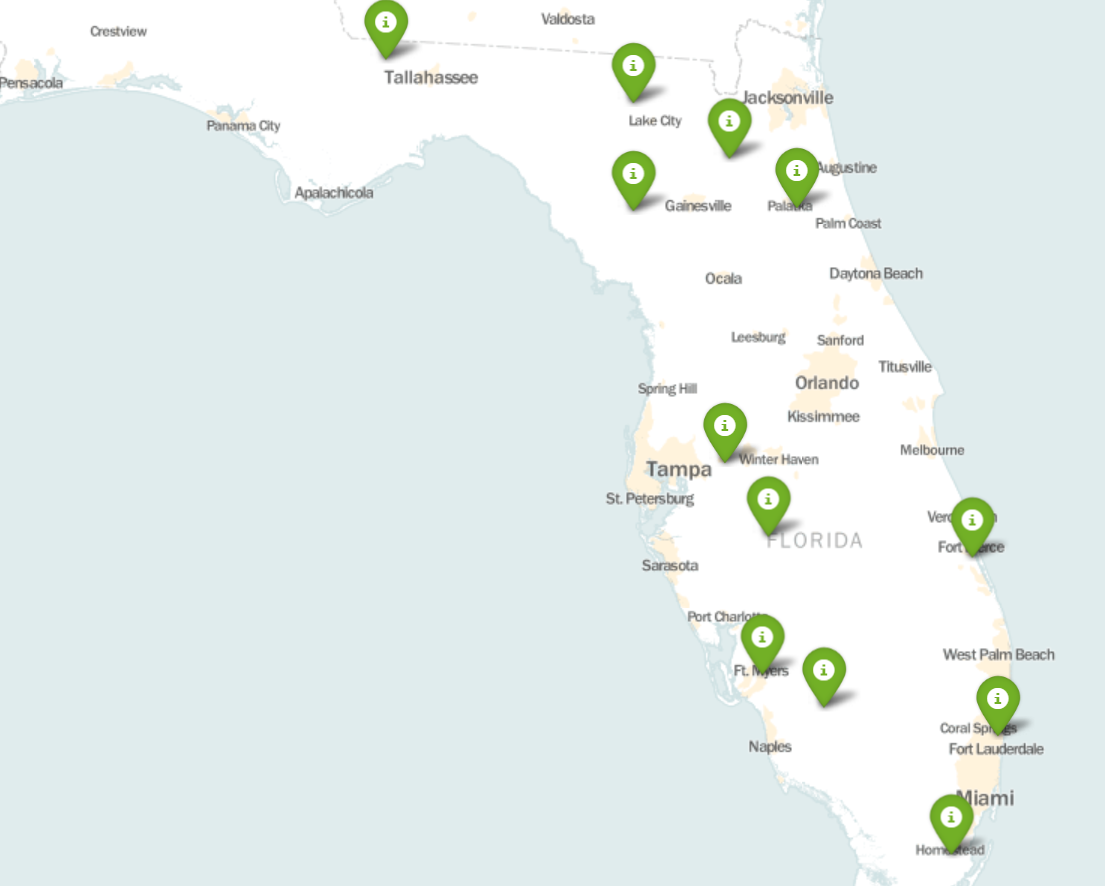 Valdosta
Crestview
Tallahassee
Pensacola
Jacksonville
Lake City
Panama City
Augustine
Apalachicola
Gainesville
Palatka
Palm Coast
Daytona Beach
Ocala
Leesburg
Sanford
Titusville
Orlando
Spring Hill
Kissimmee
Melbourne
Winter Haven
Tampa
St. Petersburg
FLORIDA
Fort Pierce
Sarasota
Port Charlotte
West Palm Beach
Ft. Myers
Coral Springs
Naples
Fort Lauderdale
Miami
Homestead